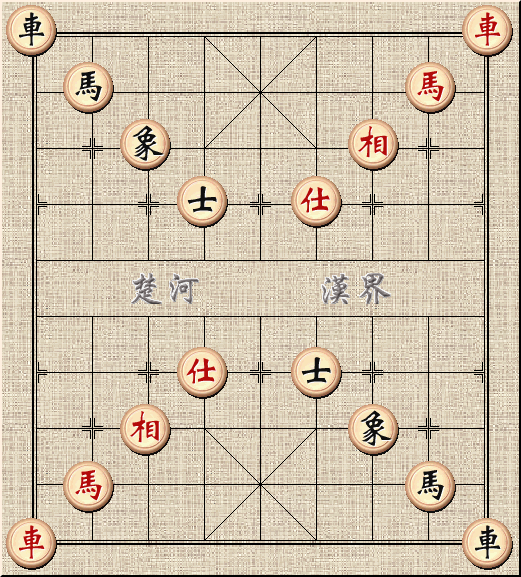 車 車
馬 馬
象 相
士 仕
楚河 漢界
仕 士
相 象
馬 馬
車 車